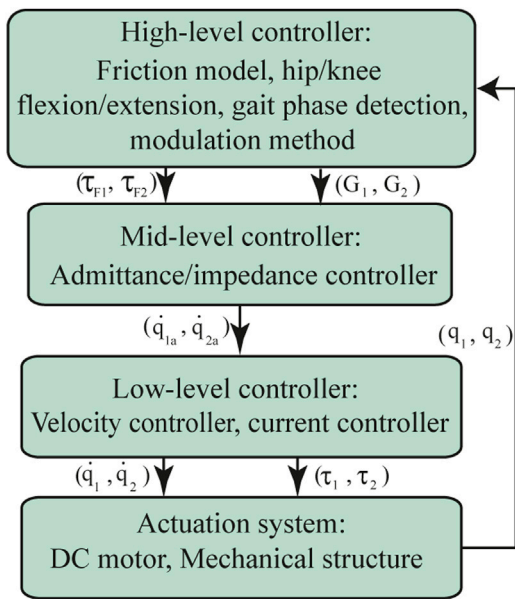 High-level controller:
Friction model, hip/knee
flexion/extension, gait phase detection,
modulation method
(τF1, τF2)
(G1, G2)
Mid-level controller:
Admittance/impedance controller
(q̇1a, q̇2a)
(q1, q2)
Low-level controller:
Velocity controller, current controller
(q̇1, q̇2)
(τ1, τ2)
Actuation system:
DC motor, Mechanical structure